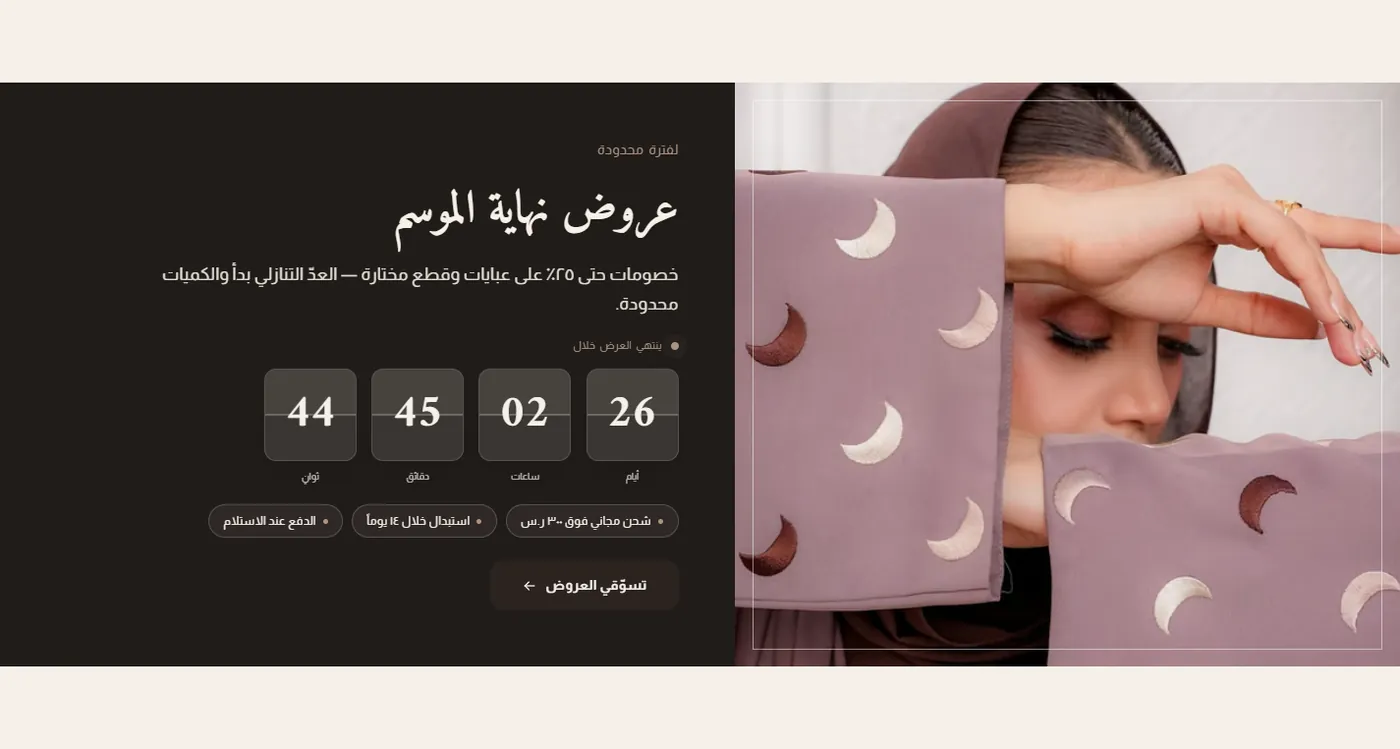 لفترة محدودة
عروض نهاية الموسم
خصومات حتى ٢٥٪ على عبايات وقطع مختارة — العدّ التنازلي بدأ والكميات
محدودة.
ينتهي العرض خلال
26 02 45 44
أيام ساعات دقائق ثوانٍ
شحن مجاني فوق ٣٠٠ ر.س استبدال خلال ١٤ يوماً الدفع عند الاستلام
تسوّقي العروض ←